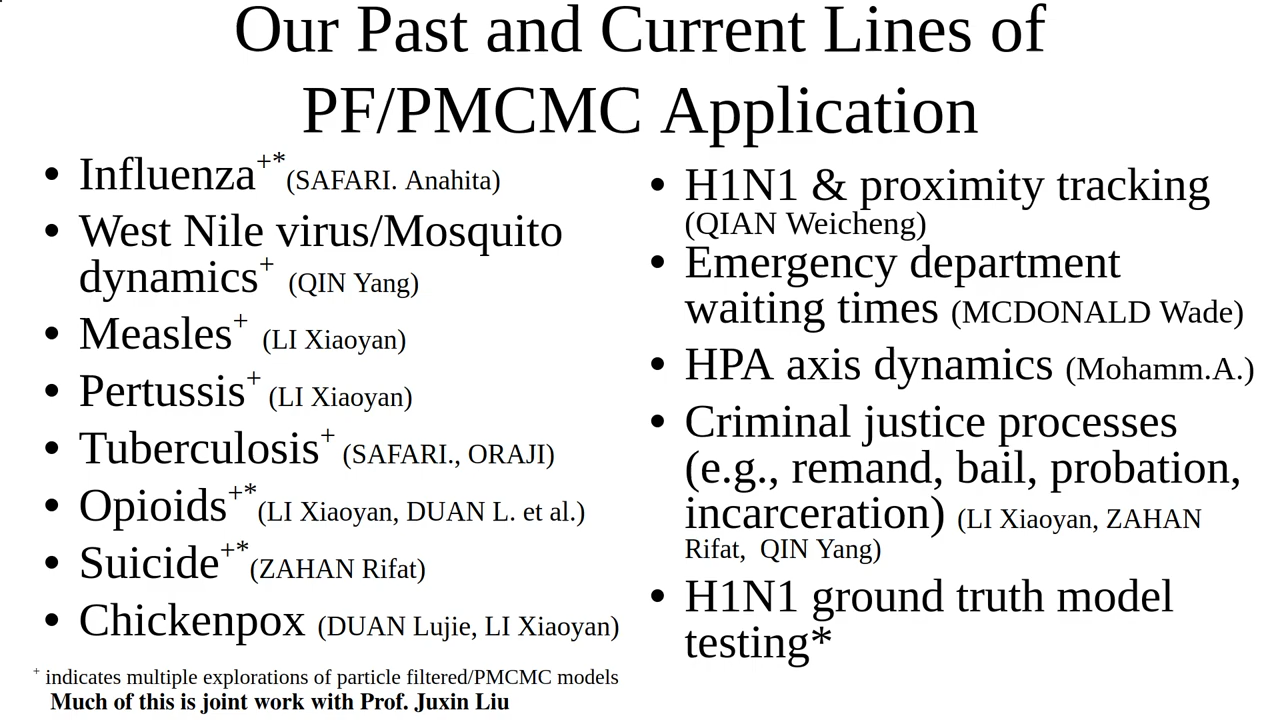 Our Past and Current Lines of
PF/PMCMC Application
• Influenza+*(SAFARI. Anahita)
• West Nile virus/Mosquito
dynamics+ (QIN Yang)
• Measles+ (LI Xiaoyan)
• Pertussis+ (LI Xiaoyan)
• Tuberculosis+ (SAFARI., ORAJI)
• Opioids+*(LI Xiaoyan, DUAN L. et al.)
• Suicide+*(ZAHAN Rifat)
• Chickenpox (DUAN Lujie, LI Xiaoyan)
+ indicates multiple explorations of particle filtered/PMCMC models
Much of this is joint work with Prof. Juxin Liu
• H1N1 & proximity tracking
(QIAN Weicheng)
• Emergency department
waiting times (MCDONALD Wade)
• HPA axis dynamics (Mohamm.A.)
• Criminal justice processes
(e.g., remand, bail, probation,
incarceration) (LI Xiaoyan, ZAHAN
Rifat, QIN Yang)
• H1N1 ground truth model
testing*